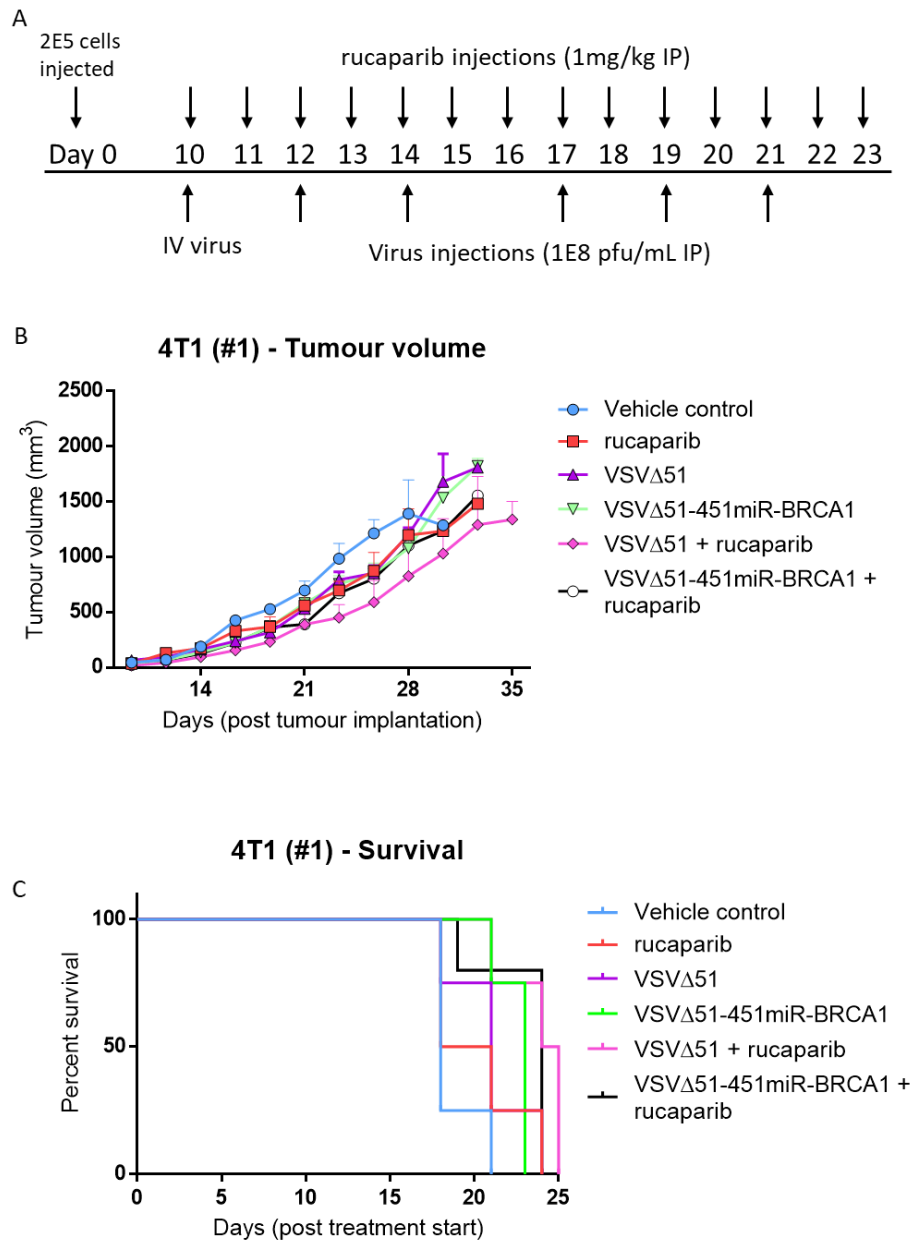 A
2E5 cells
injected
rucaparib injections (1mg/kg IP)
Day 0 10 11 12 13 14 15 16 17 18 19 20 21 22 23
IV virus
Virus injections (1E8 pfu/mL IP)
B
4T1 (#1) - Tumour volume
Tumour volume (mm³)
2500
2000
1500
1000
500
0
14 21 28 35
Days (post tumour implantation)
Vehicle control
rucaparib
VSVΔ51
VSVΔ51-451miR-BRCA1
VSVΔ51 + rucaparib
VSVΔ51-451miR-BRCA1 +
rucaparib
4T1 (#1) - Survival
C
Percent survival
100
50
0
0 5 10 15 20 25
Days (post treatment start)
Vehicle control
rucaparib
VSVΔ51
VSVΔ51-451miR-BRCA1
VSVΔ51 + rucaparib
VSVΔ51-451miR-BRCA1 +
rucaparib